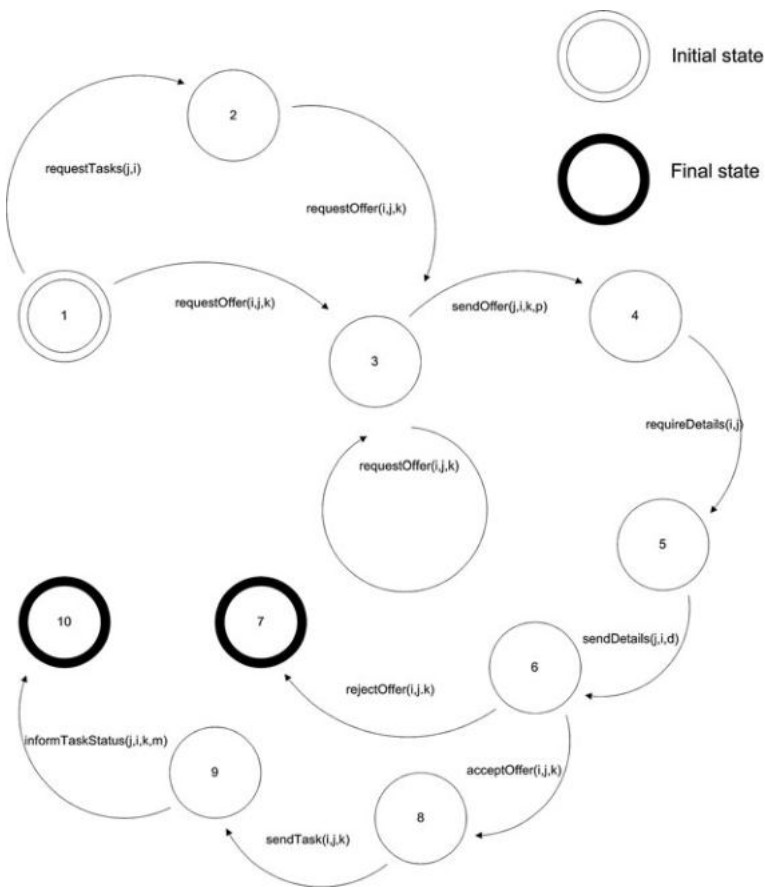 Initial state
2
requestTasks(j,i)
Final state
requestOffer(i,j,k)
requestOffer(i,j,k)
sendOffer(j,i,k,p)
1
4
3
requireDetails(i,j)
requestOffer(i,j,k)
5
10
7
sendDetails(j,i,d)
6
rejectOffer(i,j.k)
informTaskStatus(j,i,k,m)
9
acceptOffer(i,j,k)
8
sendTask(i,j,k)